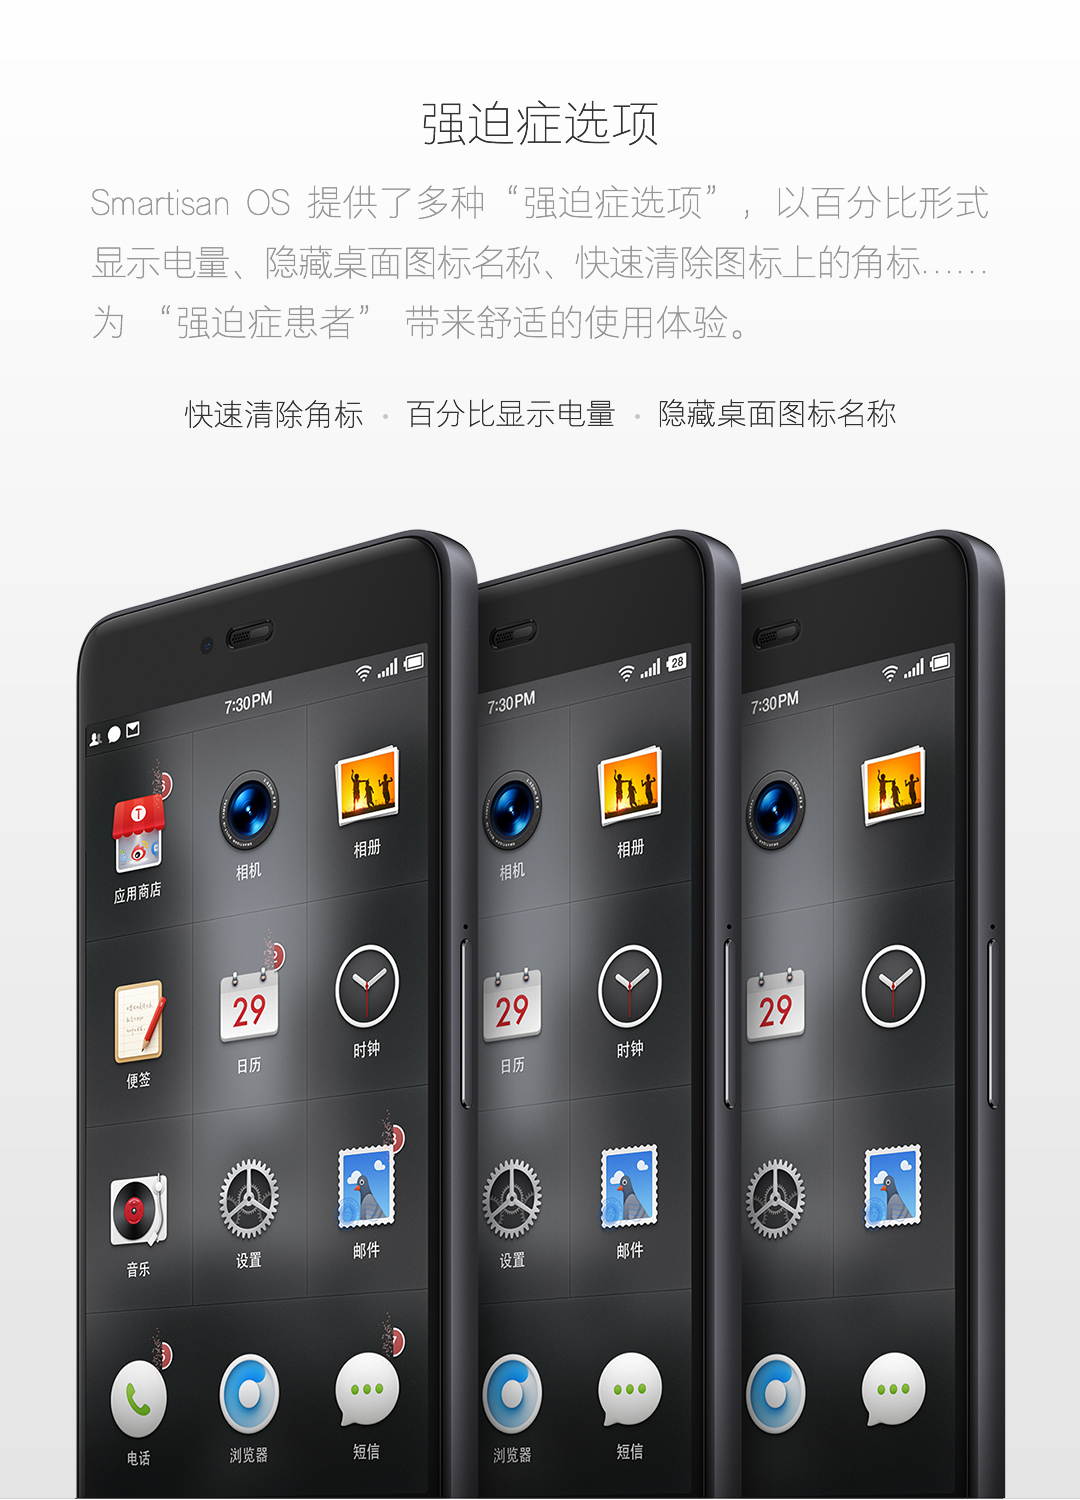 强迫症选项
Smartisan OS 提供了多种“强迫症选项”，以百分比形式
显示电量、隐藏桌面图标名称、快速清除图标上的角标……
为 “强迫症患者” 带来舒适的使用体验。
快速清除角标 · 百分比显示电量 · 隐藏桌面图标名称
7:30PM
T
应用商店
相机
相册
29
便签
日历
时钟
音乐
设置
邮件
电话
浏览器
短信
28
7:30PM
相机
相册
29
日历
时钟
设置
邮件
浏览器
短信
7:30PM
29